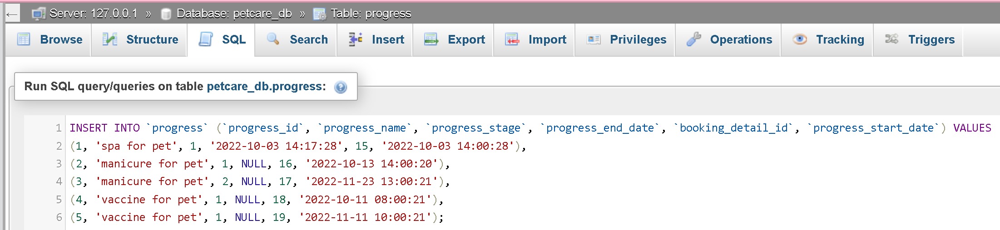 ← Server: 127.0.0.1 » Database: petcare_db » Table: progress
Browse Structure SQL Search Insert Export Import Privileges Operations Tracking Triggers
Run SQL query/queries on table petcare_db.progress:
1 INSERT INTO `progress` (`progress_id`, `progress_name`, `progress_stage`, `progress_end_date`, `booking_detail_id`, `progress_start_date`) VALUES
2 (1, 'spa for pet', 1, '2022-10-03 14:17:28', 15, '2022-10-03 14:00:28'),
3 (2, 'manicure for pet', 1, NULL, 16, '2022-10-13 14:00:20'),
4 (3, 'manicure for pet', 2, NULL, 17, '2022-11-23 13:00:21'),
5 (4, 'vaccine for pet', 1, NULL, 18, '2022-10-11 08:00:21'),
6 (5, 'vaccine for pet', 1, NULL, 19, '2022-11-11 10:00:21');